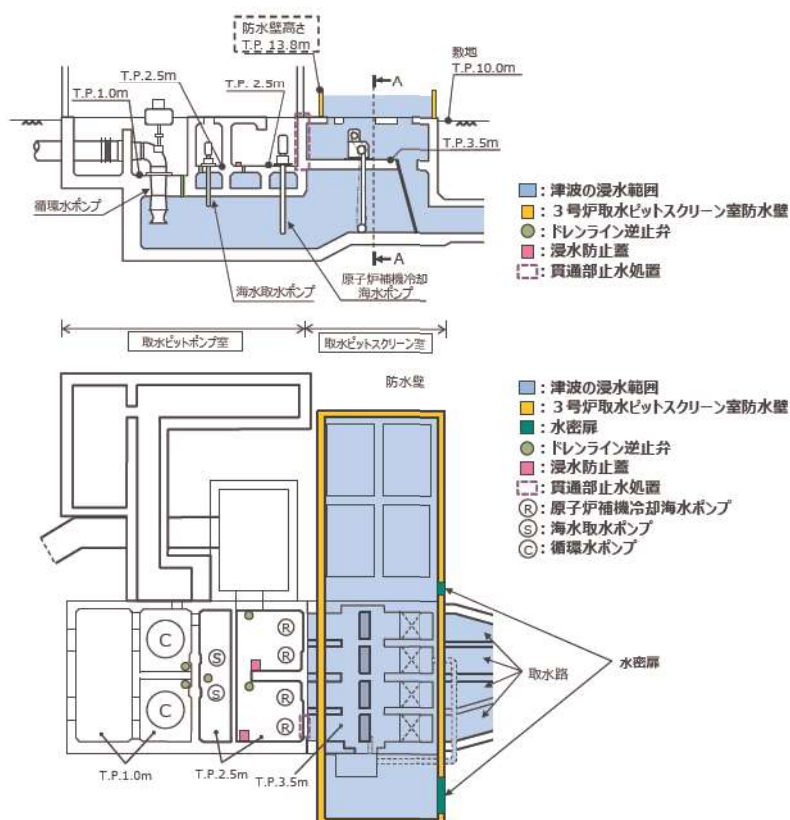 防水壁高さ
T.P. 13.8m
敷地
T.P.10.0m
T.P.2.5m
T.P. 2.5m
T.P.1.0m
A
T.P.3.5m
循環水ポンプ
A
海水取水ポンプ
原子炉補機冷却
海水ポンプ
:津波の浸水範囲
:3号炉取水ピットスクリーン室防水壁
:ドレンライン逆止弁
:浸水防止蓋
:貫通部止水処置
取水ピットポンプ室
取水ピットスクリーン室
防水壁
:津波の浸水範囲
:3号炉取水ピットスクリーン室防水壁
:水密扉
:ドレンライン逆止弁
:浸水防止蓋
:貫通部止水処置
R:原子炉補機冷却海水ポンプ
S:海水取水ポンプ
C:循環水ポンプ
C
S
R
R
C
S
R
R
取水路
水密扉
T.P.1.0m
T.P.2.5m
T.P.3.5m